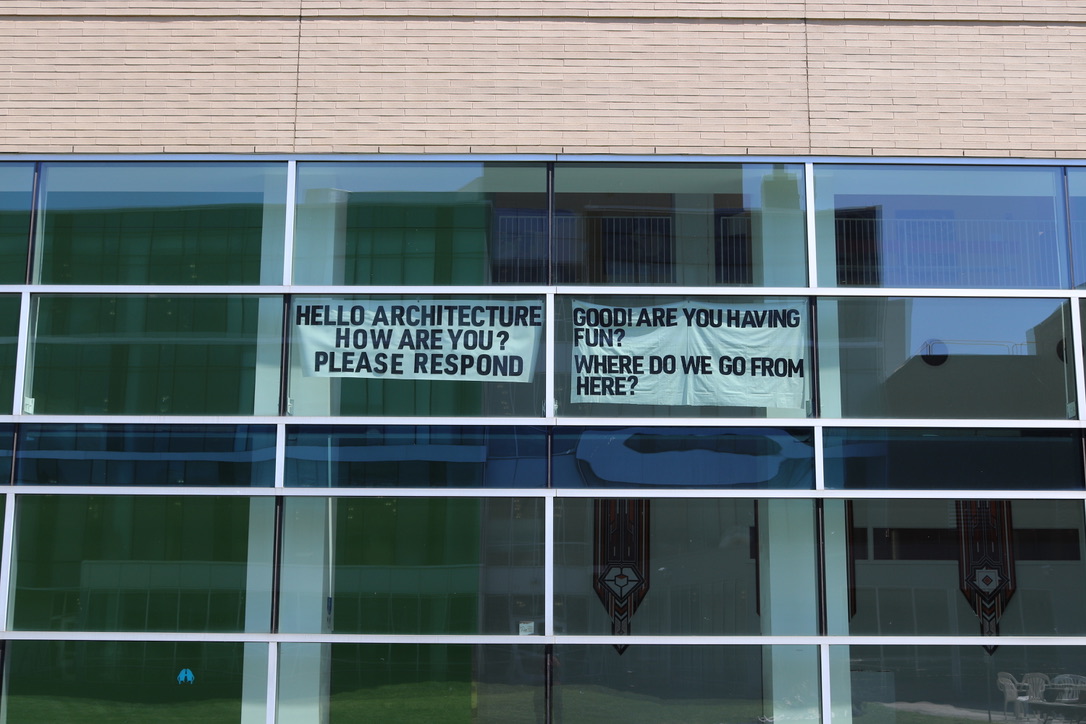 HELLO ARCHITECTURE
HOW ARE YOU?
PLEASE RESPOND
GOOD! ARE YOU HAVING
FUN?
WHERE DO WE GO FROM
HERE?